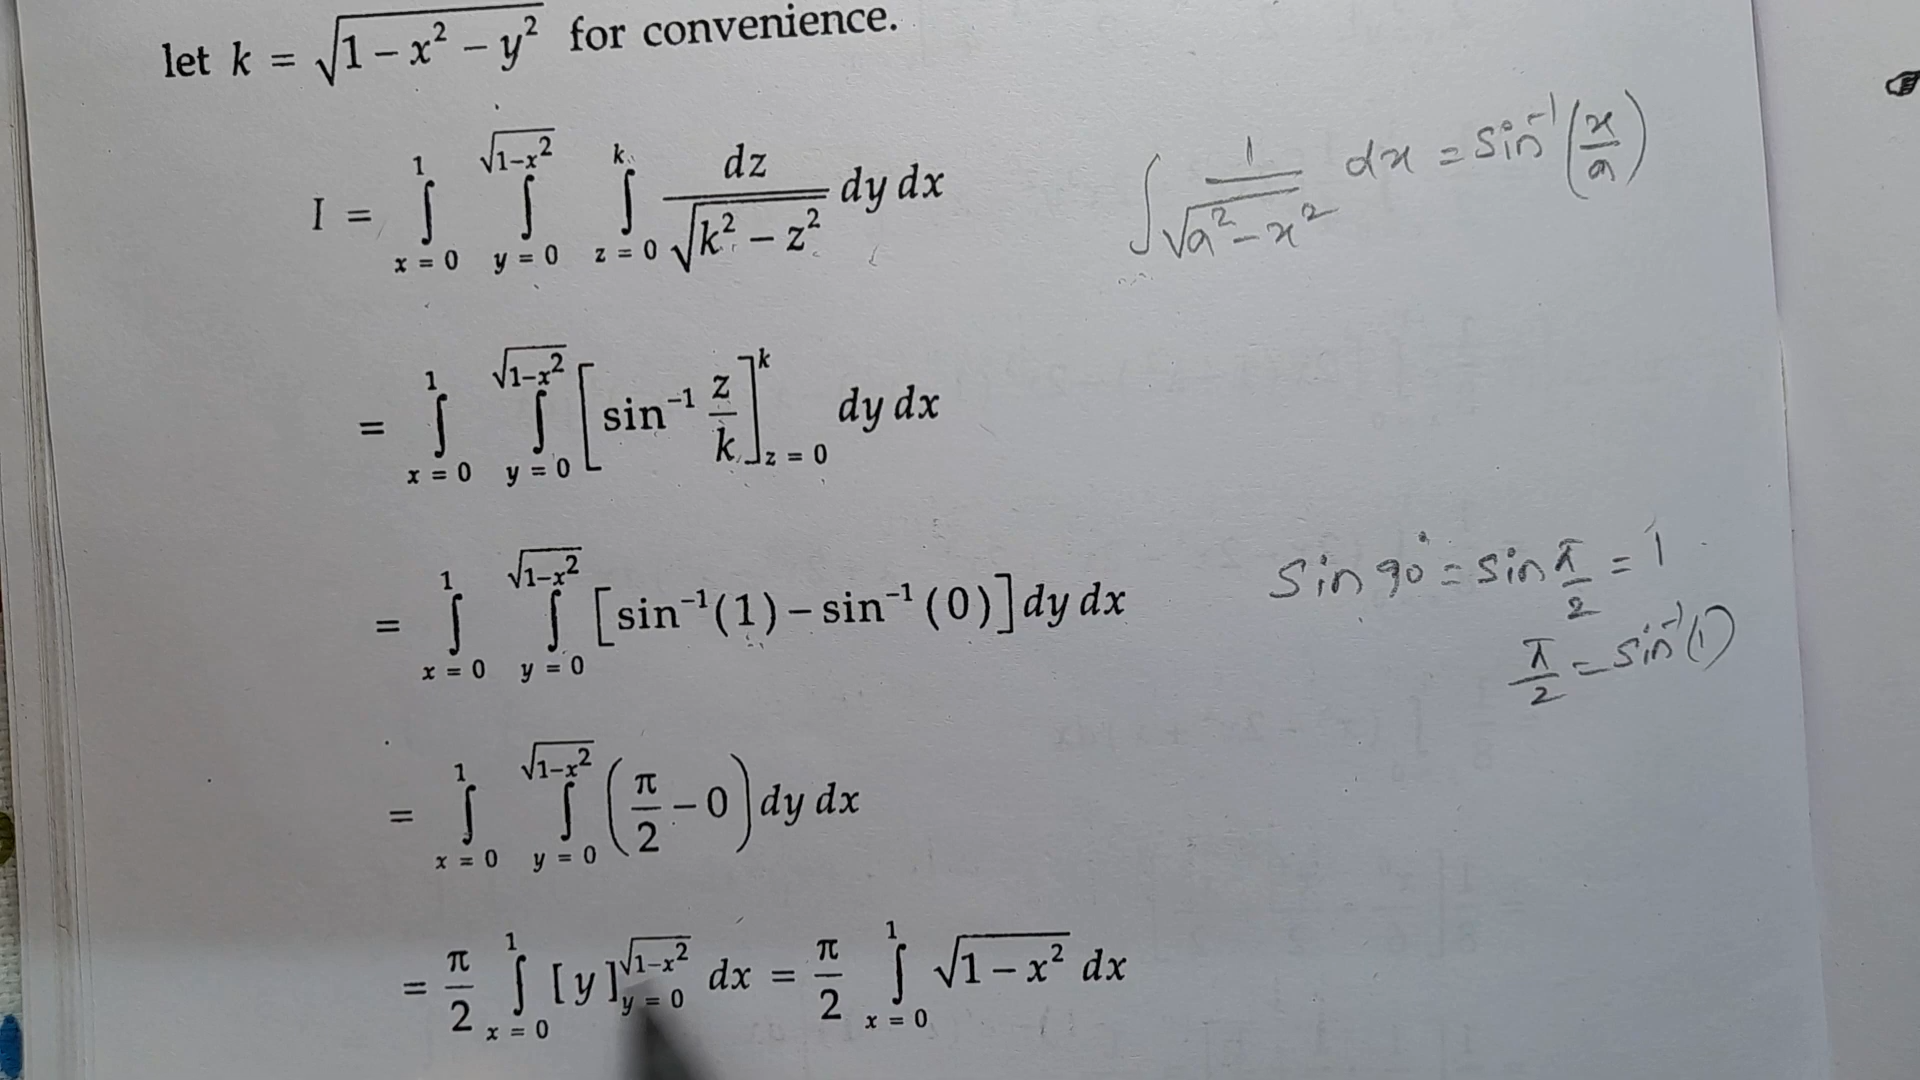 let k = √(1 − x² − y²) for convenience.
I = ∫_{x = 0}^{1} ∫_{y = 0}^{√(1−x²)} ∫_{z = 0}^{k} dz / √(k² − z²) dy dx
∫ 1/√(a² − x²) dx = sin⁻¹(x/a)
= ∫_{x = 0}^{1} ∫_{y = 0}^{√(1−x²)} [sin⁻¹ z/k]_{z = 0}^{k} dy dx
= ∫_{x = 0}^{1} ∫_{y = 0}^{√(1−x²)} [sin⁻¹(1) − sin⁻¹(0)] dy dx
sin 90° = sin π/2 = 1
π/2 = sin⁻¹(1)
= ∫_{x = 0}^{1} ∫_{y = 0}^{√(1−x²)} (π/2 − 0) dy dx
= π/2 ∫_{x = 0}^{1} [y]_{y = 0}^{√(1−x²)} dx = π/2 ∫_{x = 0}^{1} √(1 − x²) dx